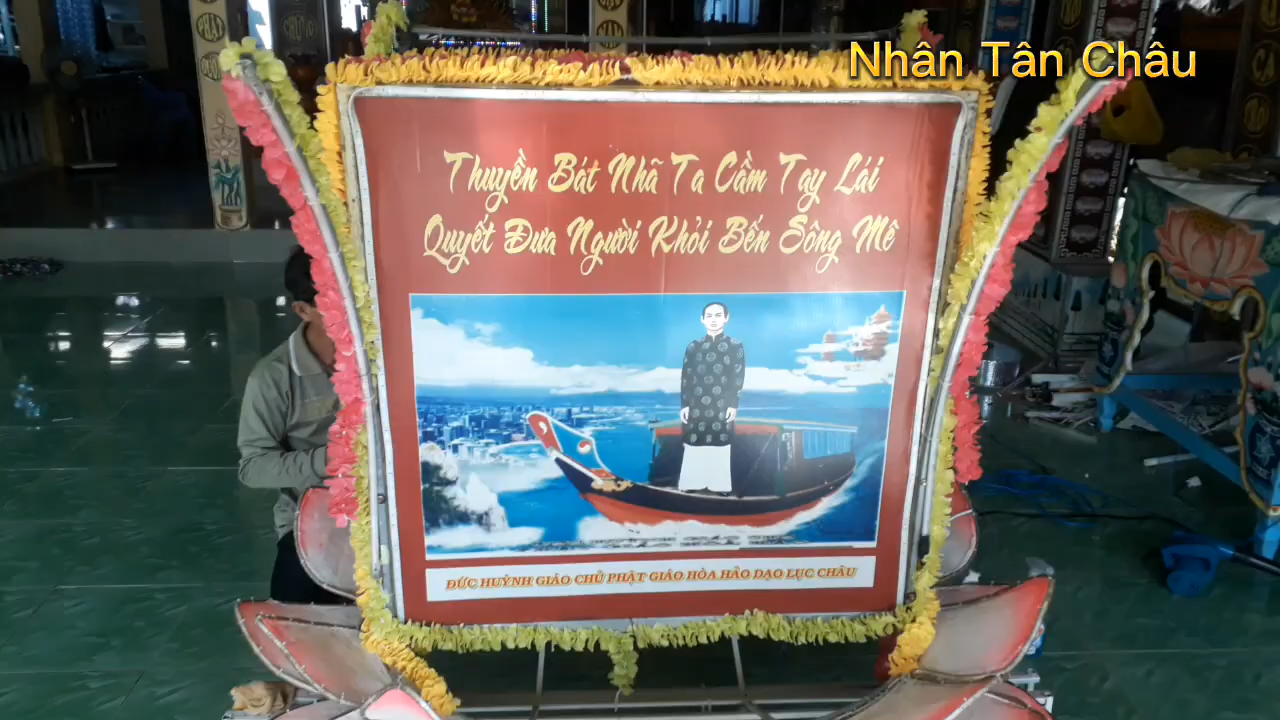 Nhân Tân Châu
Thuyền Bát Nhã Ta Cầm Tay Lái
Quyết Đưa Người Khỏi Bến Sông Mê
ĐỨC HUỲNH GIÁO CHỦ PHẬT GIÁO HÒA HẢO DẠO LỤC CHÂU